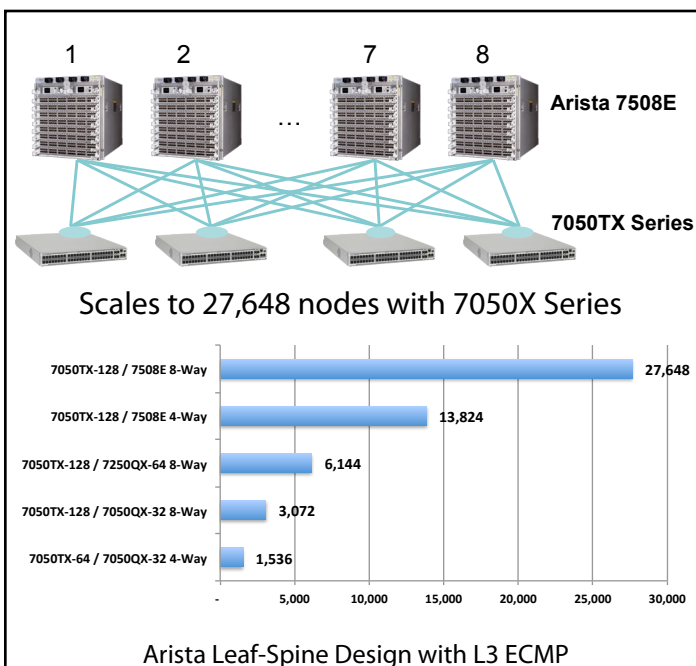 1 2 7 8
Arista 7508E
…
7050TX Series
Scales to 27,648 nodes with 7050X Series
7050TX-128 / 7508E 8-Way 27,648
7050TX-128 / 7508E 4-Way 13,824
7050TX-128 / 7250QX-64 8-Way 6,144
7050TX-128 / 7050QX-32 8-Way 3,072
7050TX-64 / 7050QX-32 4-Way 1,536
- 5,000 10,000 15,000 20,000 25,000 30,000
Arista Leaf-Spine Design with L3 ECMP